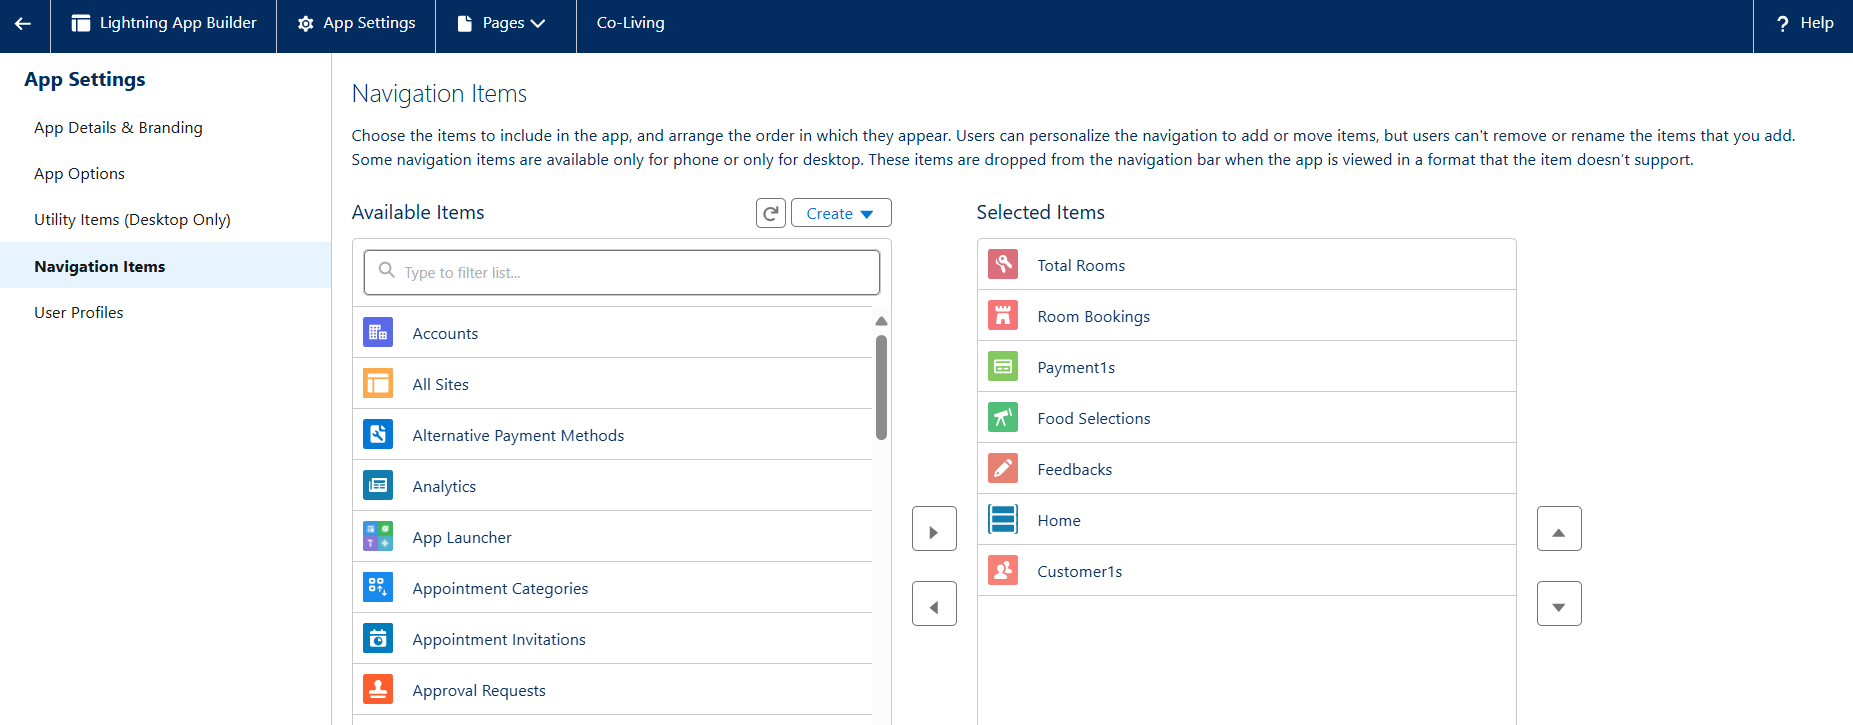 Lightning App Builder
App Settings
Pages
Co-Living
? Help
App Settings
App Details & Branding
App Options
Utility Items (Desktop Only)
Navigation Items
User Profiles
Navigation Items
Choose the items to include in the app, and arrange the order in which they appear. Users can personalize the navigation to add or move items, but users can't remove or rename the items that you add.
Some navigation items are available only for phone or only for desktop. These items are dropped from the navigation bar when the app is viewed in a format that the item doesn’t support.
Available Items
Create
Type to filter list...
Accounts
All Sites
Alternative Payment Methods
Analytics
App Launcher
Appointment Categories
Appointment Invitations
Approval Requests
Selected Items
Total Rooms
Room Bookings
Payment1s
Food Selections
Feedbacks
Home
Customer1s